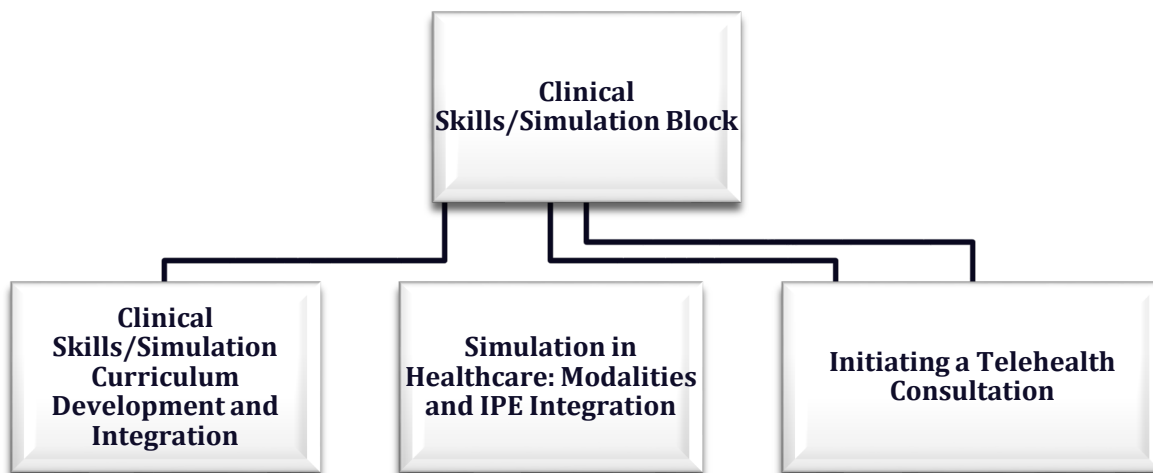 Clinical
Skills/Simulation Block
Clinical
Skills/Simulation
Curriculum
Development and
Integration
Simulation in
Healthcare: Modalities
and IPE Integration
Initiating a Telehealth
Consultation